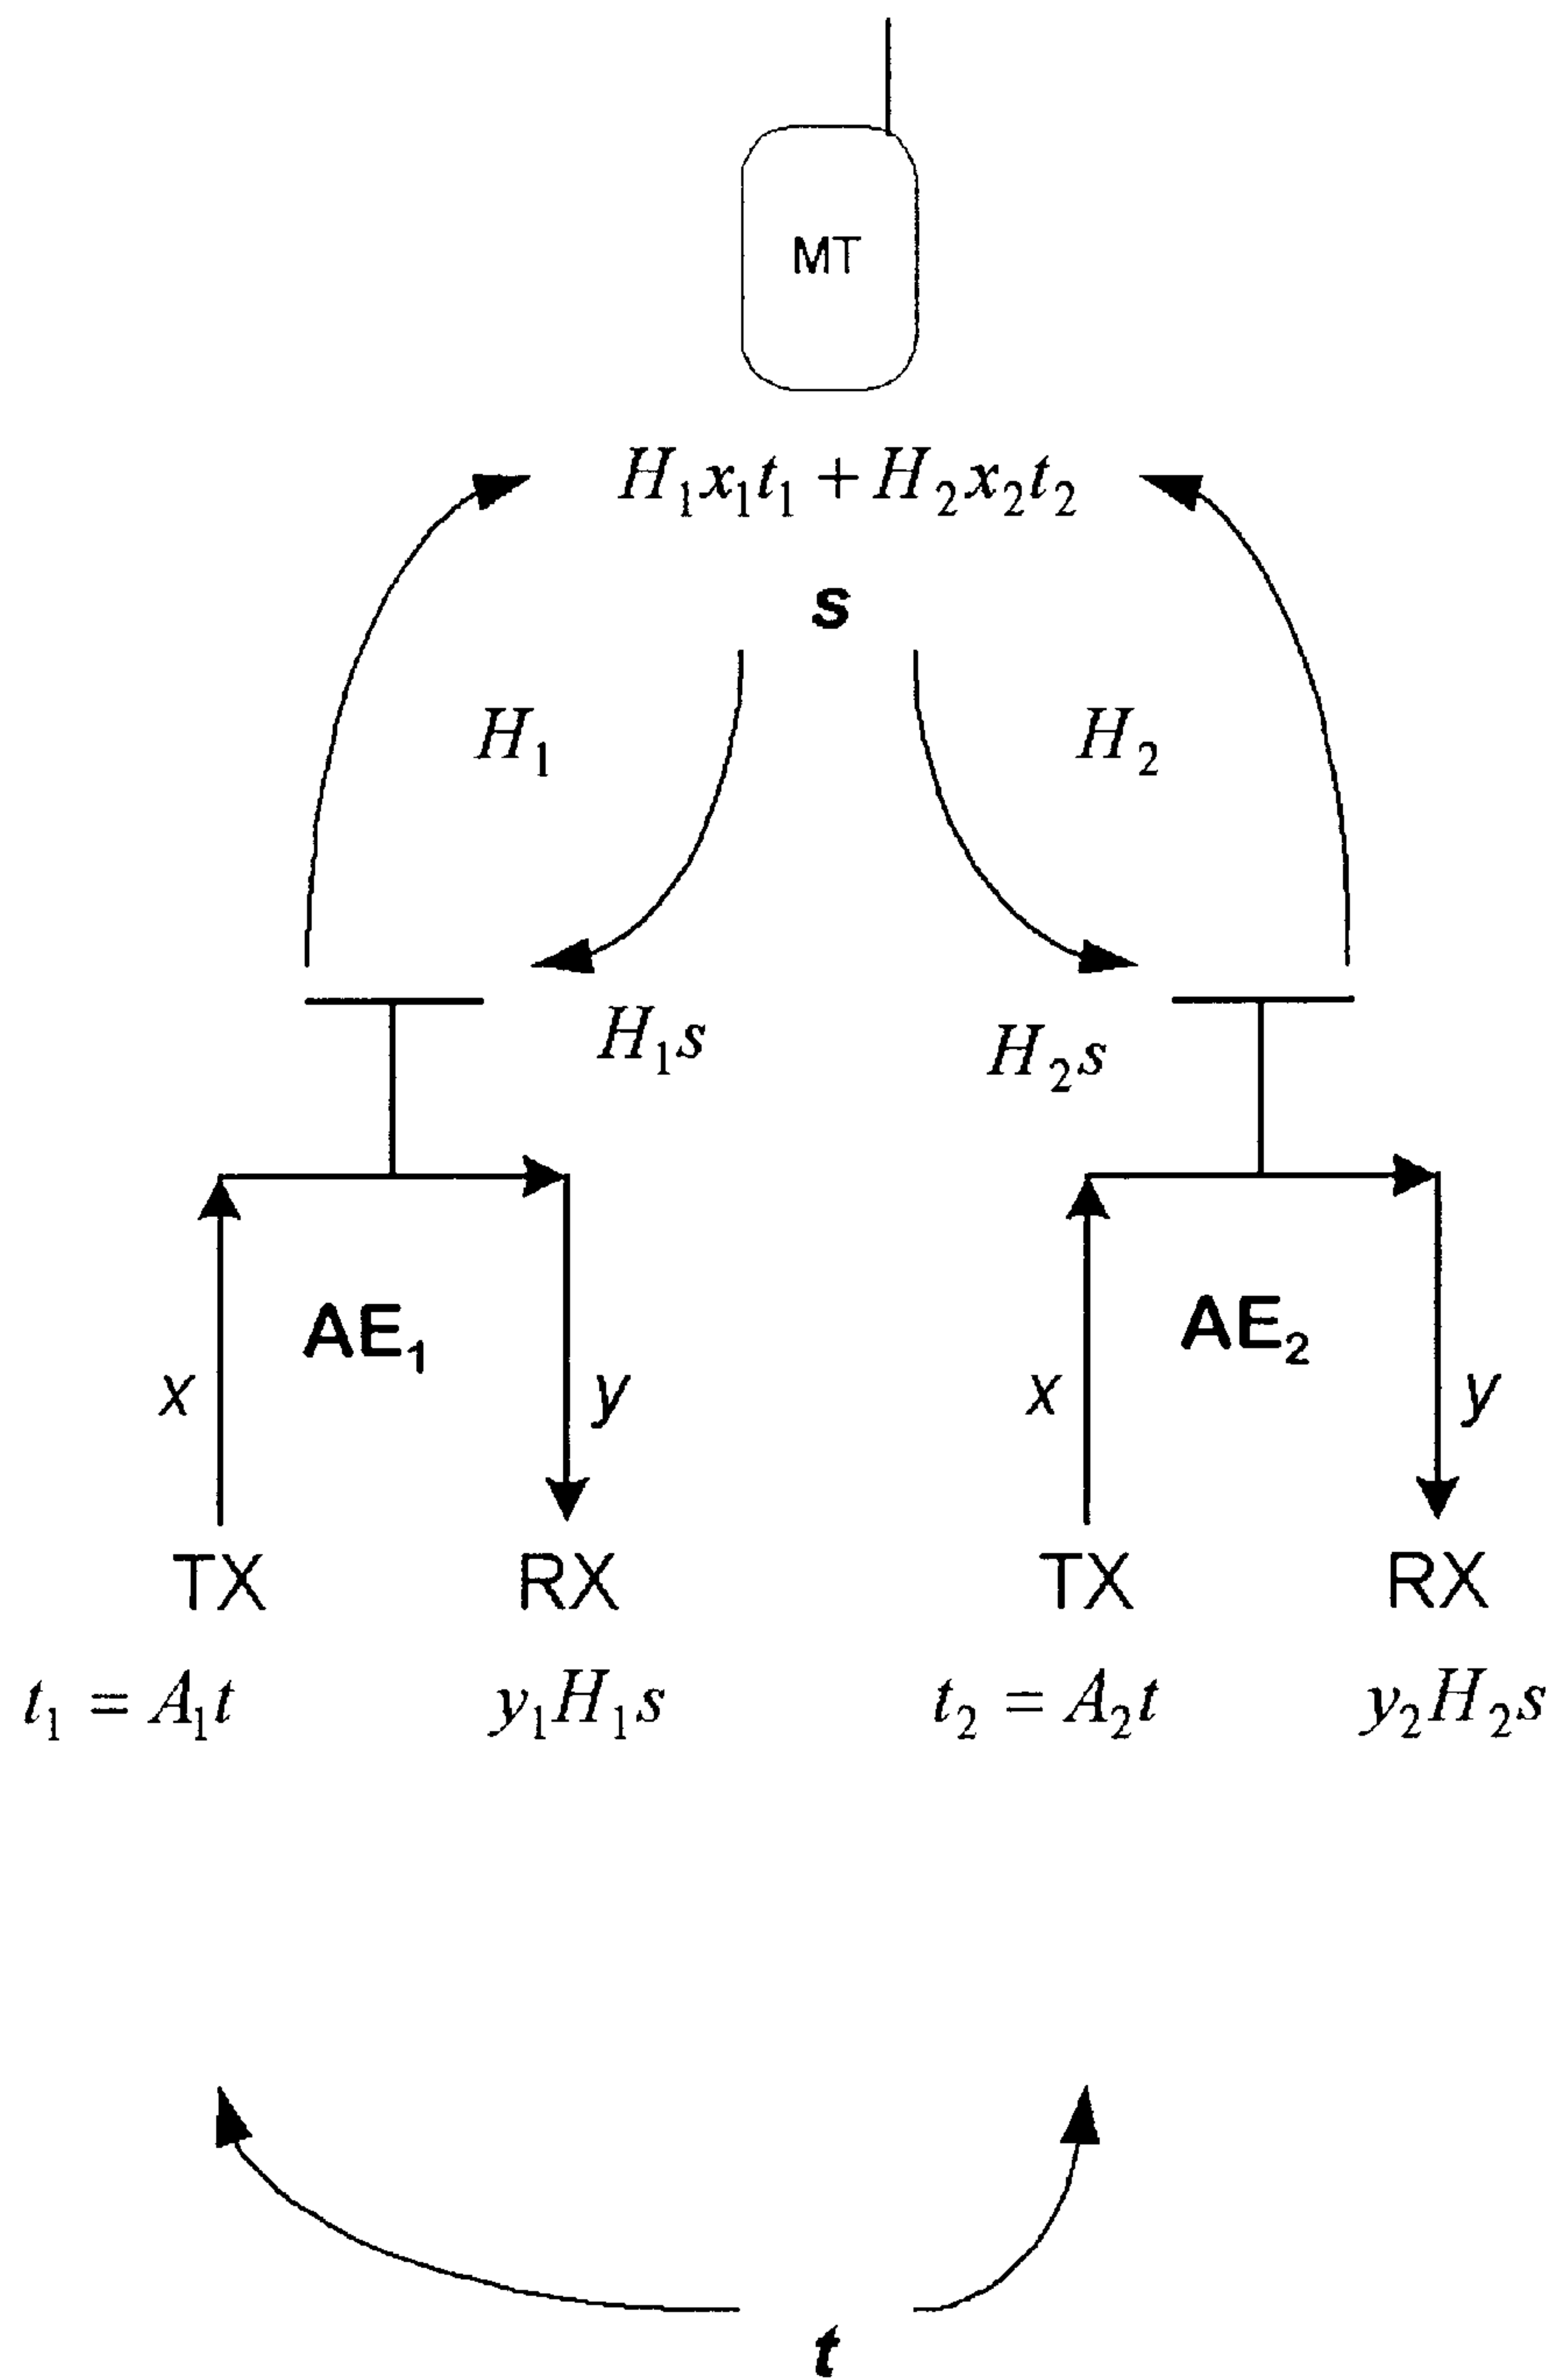 MT
H₁x₁t₁ + H₂x₂t₂
s
H₁ H₂
H₁s H₂s
AE₁ AE₂
x y x y
TX RX TX RX
t₁ = A₁t y₁H₁s t₂ = A₂t y₂H₂s
t